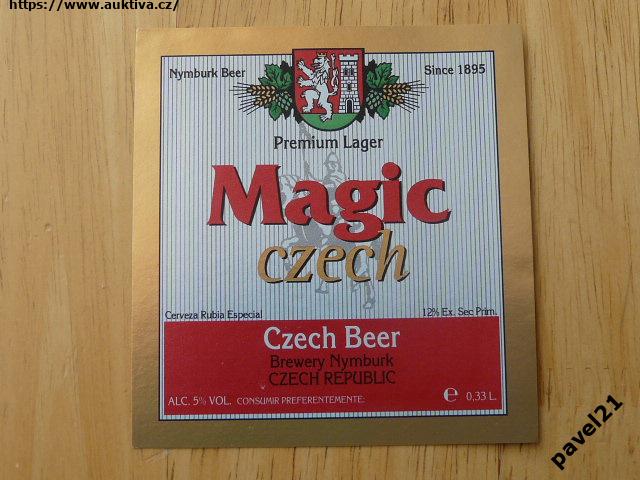 https://www.auktiva.cz/
Nymburk Beer
Since 1895
Premium Lager
Magic
czech
Cerveza Rubia Especial
12% Ex. Sec Prim.
Czech Beer
Brewery Nymburk
CZECH REPUBLIC
ALC. 5% VOL. CONSUMIR PREFERENTEMENTE:
e 0,33 L.
pavel21